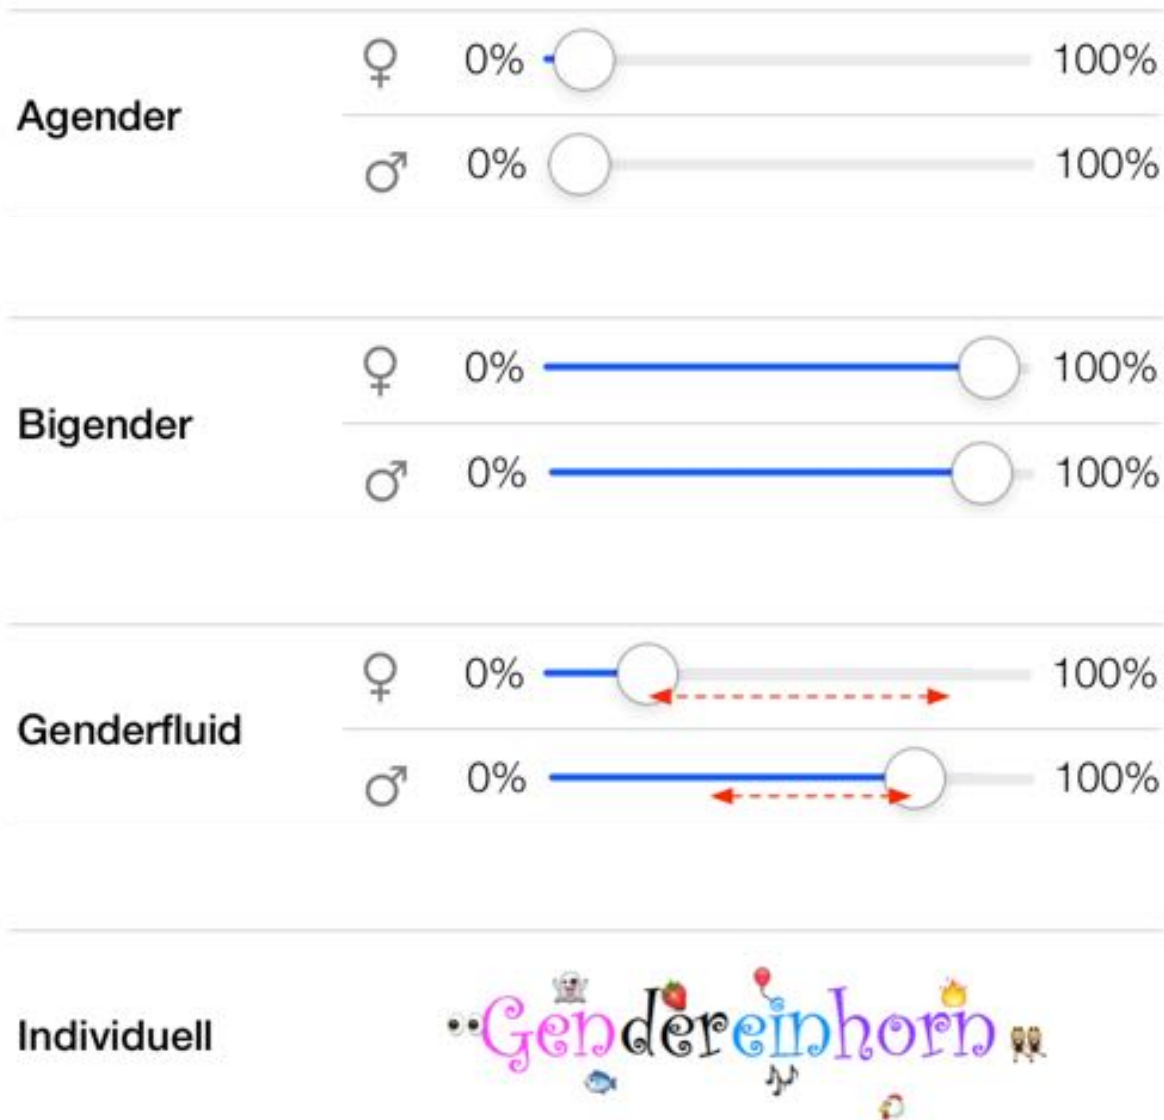 ♀ 0% 100%
Agender
♂ 0% 100%
♀ 0% 100%
Bigender
♂ 0% 100%
♀ 0% 100%
Genderfluid
♂ 0% 100%
Individuell Gendereinhorn